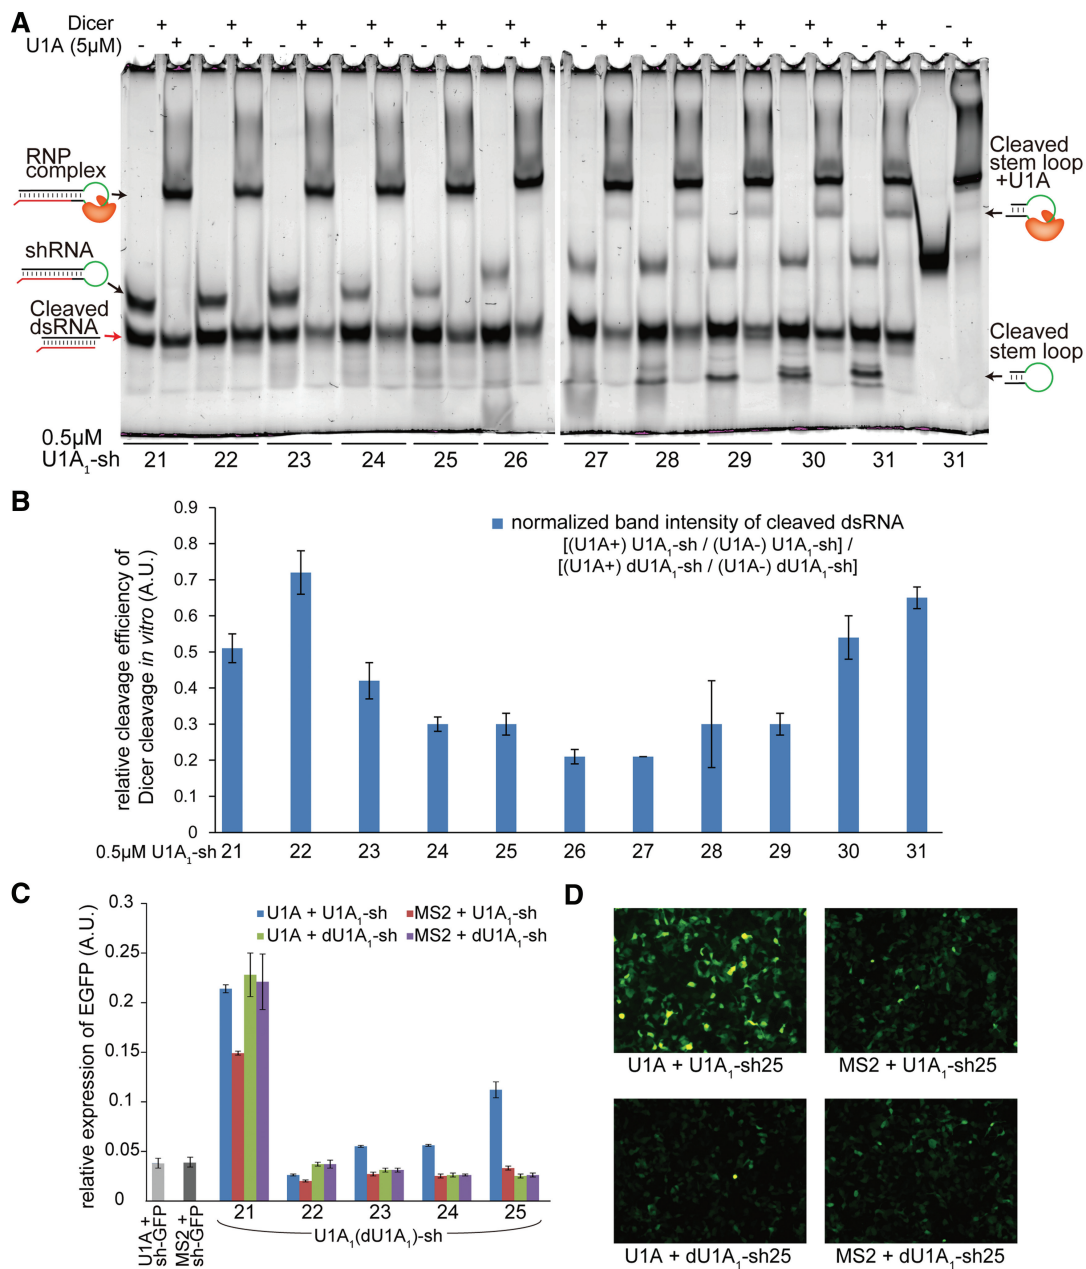 A
Dicer + + + + + + + + + + + -
U1A (5µM) - + - + - + - + - + - + - + - + - + - + - + - +
RNP
complex
shRNA
Cleaved
dsRNA
Cleaved
stem loop
+U1A
Cleaved
stem loop
0.5µM
U1A1-sh 21 22 23 24 25 26 27 28 29 30 31 31
B
relative cleavage efficiency of
Dicer cleavage in vitro (A.U.)
0.9
0.8
0.7
0.6
0.5
0.4
0.3
0.2
0.1
0
normalized band intensity of cleaved dsRNA
[(U1A+) U1A1-sh / (U1A-) U1A1-sh] /
[(U1A+) dU1A1-sh / (U1A-) dU1A1-sh]
0.5µM U1A1-sh 21 22 23 24 25 26 27 28 29 30 31
C
relative expression of EGFP (A.U.)
0.3
0.25
0.2
0.15
0.1
0.05
0
U1A + U1A1-sh MS2 + U1A1-sh
U1A + dU1A1-sh MS2 + dU1A1-sh
U1A +
sh-GFP
MS2 +
sh-GFP
21 22 23 24 25
U1A1(dU1A1)-sh
D
U1A + U1A1-sh25 MS2 + U1A1-sh25
U1A + dU1A1-sh25 MS2 + dU1A1-sh25